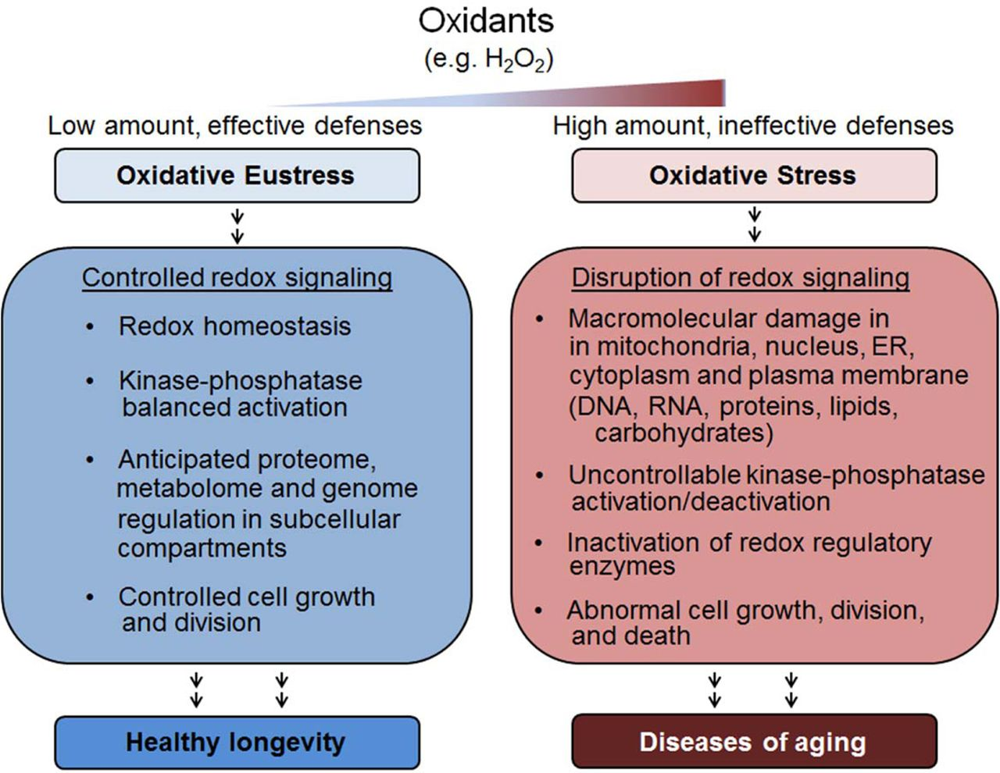 Oxidants
(e.g. H₂O₂)
Low amount, effective defenses
High amount, ineffective defenses
Oxidative Eustress
Oxidative Stress
Controlled redox signaling
• Redox homeostasis
• Kinase-phosphatase
balanced activation
• Anticipated proteome,
metabolome and genome
regulation in subcellular
compartments
• Controlled cell growth
and division
Disruption of redox signaling
• Macromolecular damage in
in mitochondria, nucleus, ER,
cytoplasm and plasma membrane
(DNA, RNA, proteins, lipids,
carbohydrates)
• Uncontrollable kinase-phosphatase
activation/deactivation
• Inactivation of redox regulatory
enzymes
• Abnormal cell growth, division,
and death
Healthy longevity
Diseases of aging